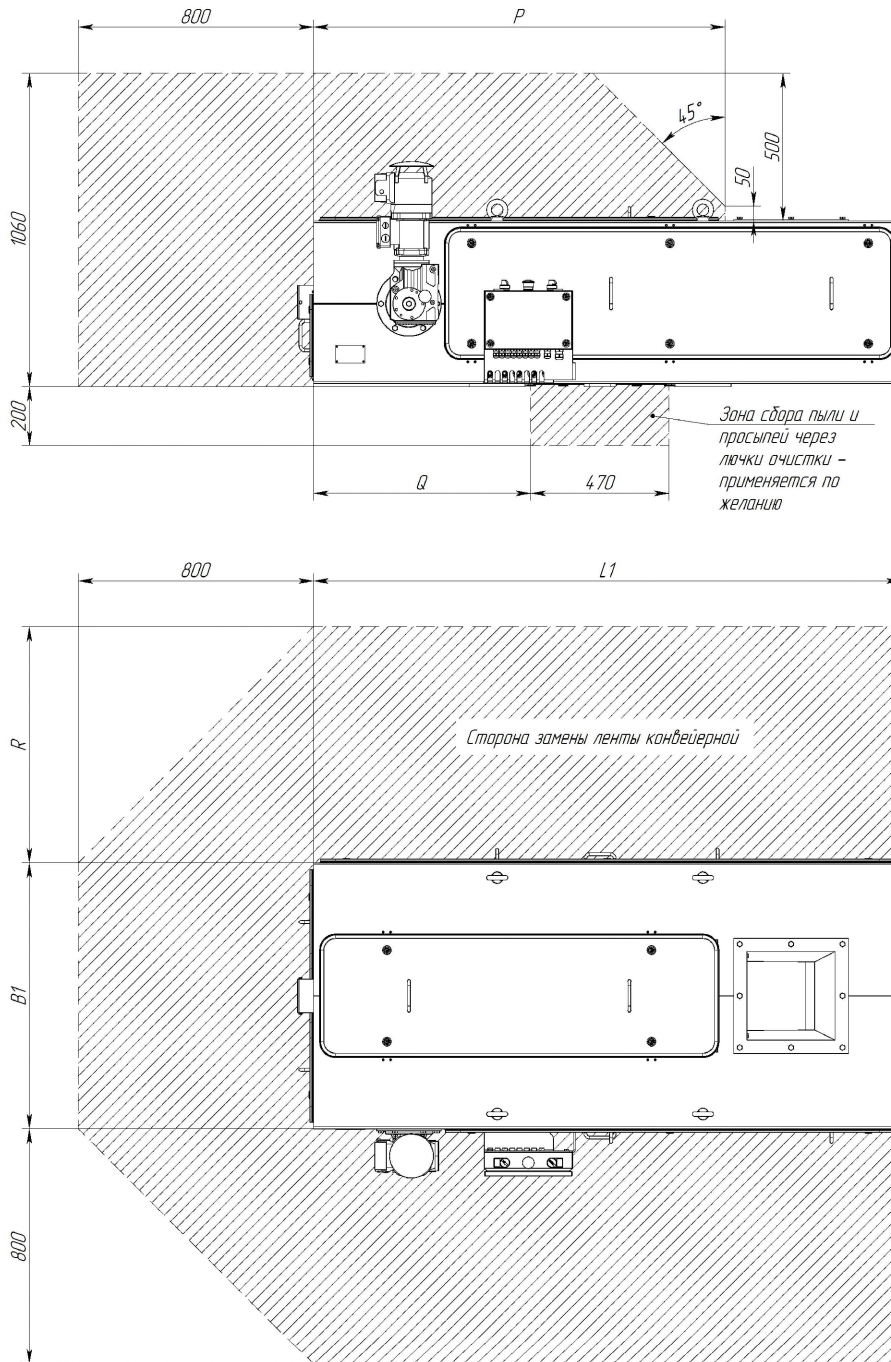 800
P
45°
500
50
1060
200
Зона сбора пыли и
просыпей через
лючки очистки –
применяется по
желанию
Q
470
800
L1
R
Сторона замены ленты конвейерной
B1
800